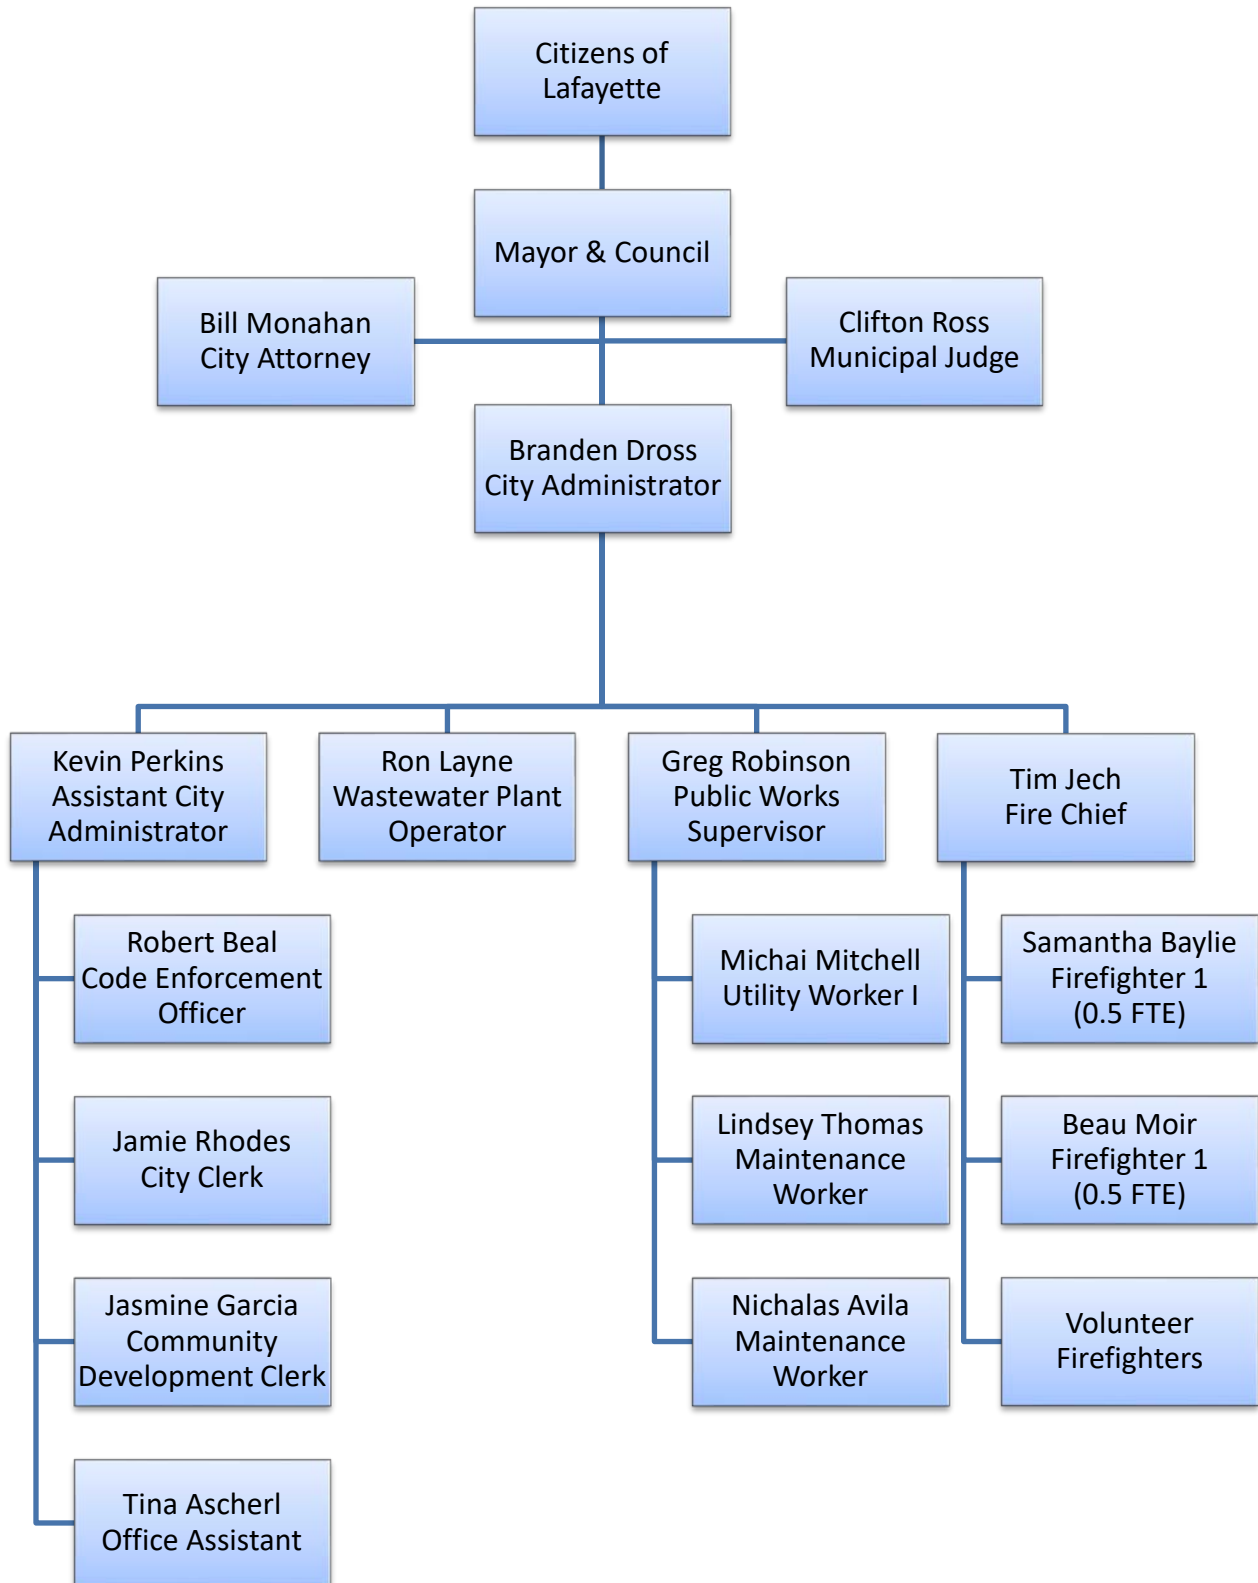 Citizens of
Lafayette
Mayor & Council
Bill Monahan
City Attorney
Clifton Ross
Municipal Judge
Branden Dross
City Administrator
Kevin Perkins
Assistant City
Administrator
Ron Layne
Wastewater Plant
Operator
Greg Robinson
Public Works
Supervisor
Tim Jech
Fire Chief
Robert Beal
Code Enforcement
Officer
Jamie Rhodes
City Clerk
Jasmine Garcia
Community
Development Clerk
Tina Ascherl
Office Assistant
Michai Mitchell
Utility Worker I
Lindsey Thomas
Maintenance
Worker
Nichalas Avila
Maintenance
Worker
Samantha Baylie
Firefighter 1
(0.5 FTE)
Beau Moir
Firefighter 1
(0.5 FTE)
Volunteer
Firefighters